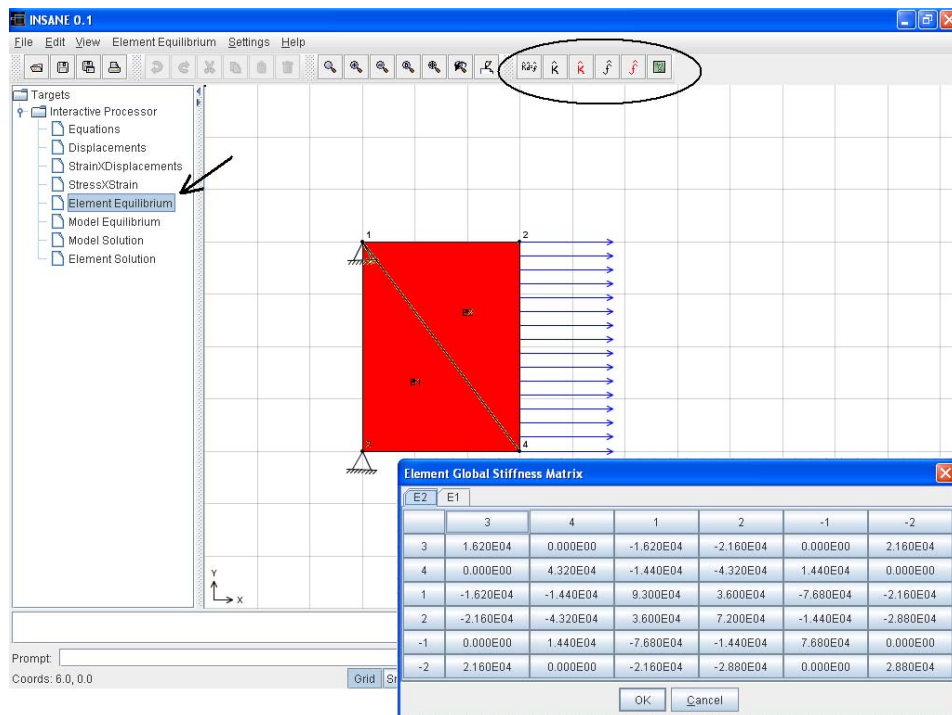 INSANE 0.1
File Edit View Element Equilibrium Settings Help
Targets
Interactive Processor
Equations
Displacements
StrainXDisplacements
StressXStrain
Element Equilibrium
Model Equilibrium
Model Solution
Element Solution
1
2
4
Y
X
Element Global Stiffness Matrix
E2 E1
3 4 1 2 -1 -2
3 1.620E04 0.000E00 -1.620E04 -2.160E04 0.000E00 2.160E04
4 0.000E00 4.320E04 -1.440E04 -4.320E04 1.440E04 0.000E00
1 -1.620E04 -1.440E04 9.300E04 3.600E04 -7.680E04 -2.160E04
2 -2.160E04 -4.320E04 3.600E04 7.200E04 -1.440E04 -2.880E04
-1 0.000E00 1.440E04 -7.680E04 -1.440E04 7.680E04 0.000E00
-2 2.160E04 0.000E00 -2.160E04 -2.880E04 0.000E00 2.880E04
OK Cancel
Prompt:
Coords: 6.0, 0.0
Grid